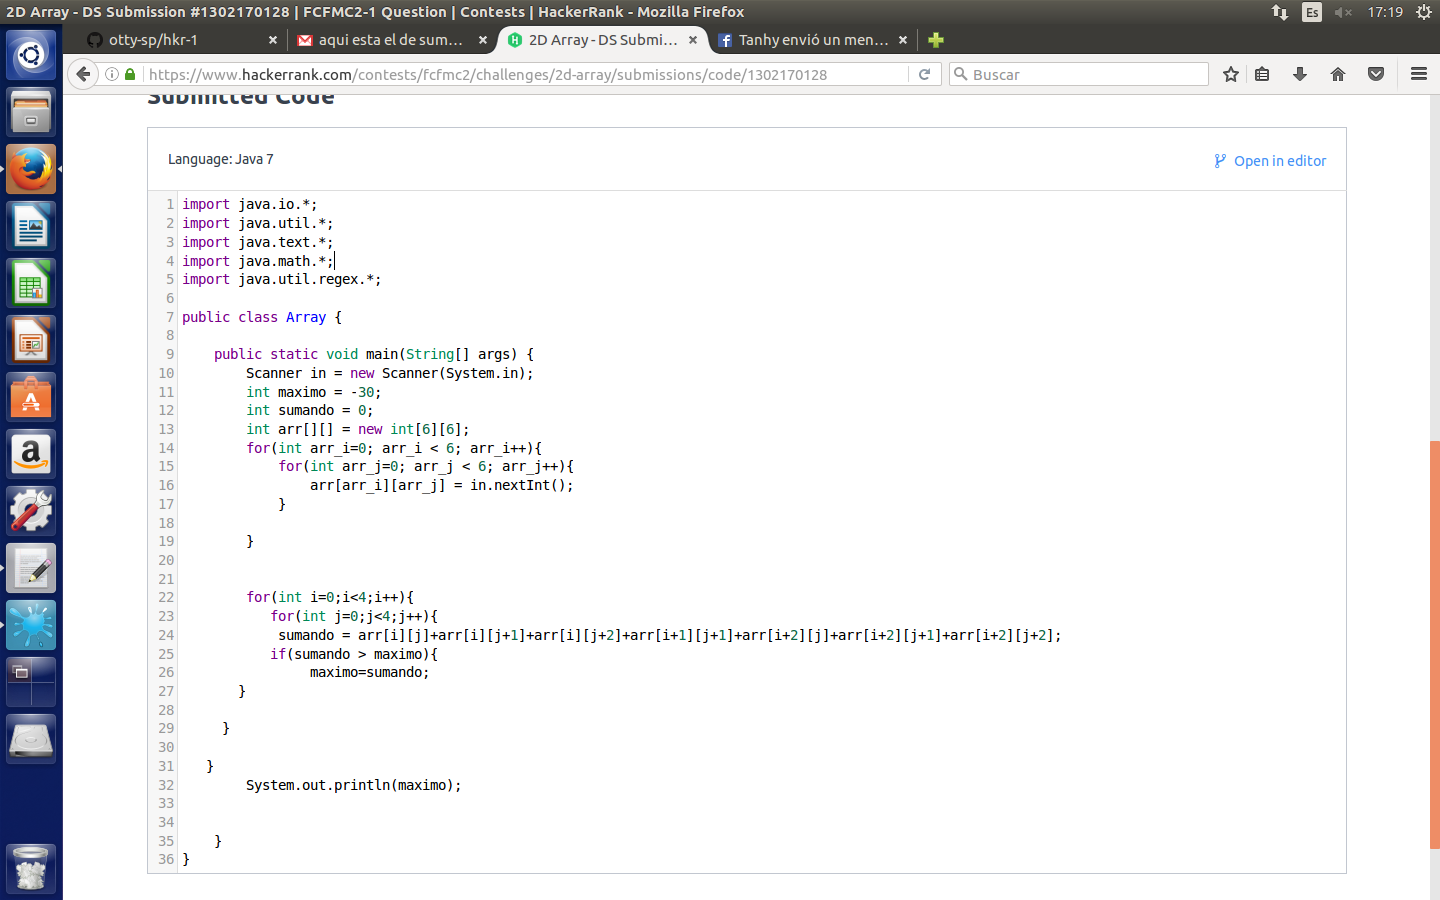 2D Array - DS Submission #1302170128 | FCFMC2-1 Question | Contests | HackerRank - Mozilla Firefox
Es
17:19
otty-sp/hkr-1
aqui esta el de sum...
2D Array - DS Submi...
Tanhy envió un men...
https://www.hackerrank.com/contests/fcfmc2/challenges/2d-array/submissions/code/1302170128
Buscar
Submitted Code
Language: Java 7
Open in editor
1 import java.io.*;
2 import java.util.*;
3 import java.text.*;
4 import java.math.*;
5 import java.util.regex.*;
6
7 public class Array {
8
9     public static void main(String[] args) {
10         Scanner in = new Scanner(System.in);
11         int maximo = -30;
12         int sumando = 0;
13         int arr[][] = new int[6][6];
14         for(int arr_i=0; arr_i < 6; arr_i++){
15             for(int arr_j=0; arr_j < 6; arr_j++){
16                 arr[arr_i][arr_j] = in.nextInt();
17             }
18
19         }
20
21
22         for(int i=0;i<4;i++){
23            for(int j=0;j<4;j++){
24             sumando = arr[i][j]+arr[i][j+1]+arr[i][j+2]+arr[i+1][j+1]+arr[i+2][j]+arr[i+2][j+1]+arr[i+2][j+2];
25            if(sumando > maximo){
26                 maximo=sumando;
27        }
28
29      }
30
31    }
32         System.out.println(maximo);
33
34
35     }
36 }